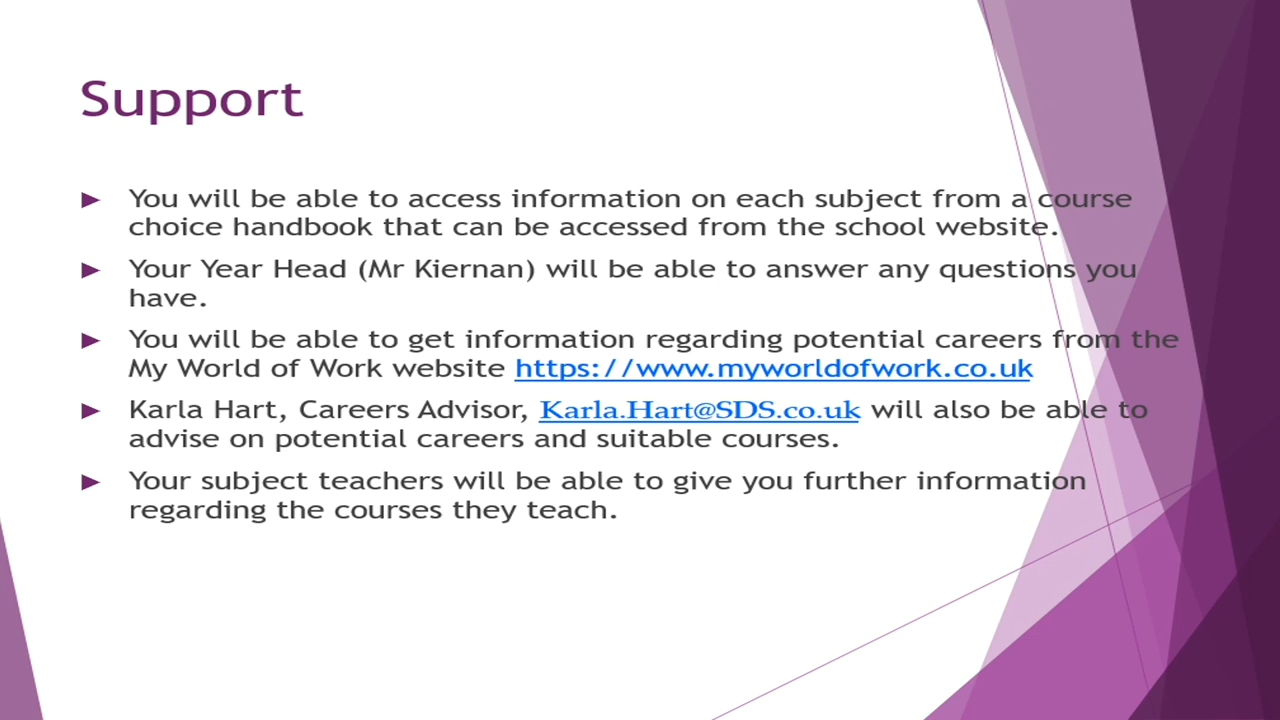 Support
► You will be able to access information on each subject from a course
choice handbook that can be accessed from the school website.
► Your Year Head (Mr Kiernan) will be able to answer any questions you
have.
► You will be able to get information regarding potential careers from the
My World of Work website https://www.myworldofwork.co.uk
► Karla Hart, Careers Advisor, Karla.Hart@SDS.co.uk will also be able to
advise on potential careers and suitable courses.
► Your subject teachers will be able to give you further information
regarding the courses they teach.